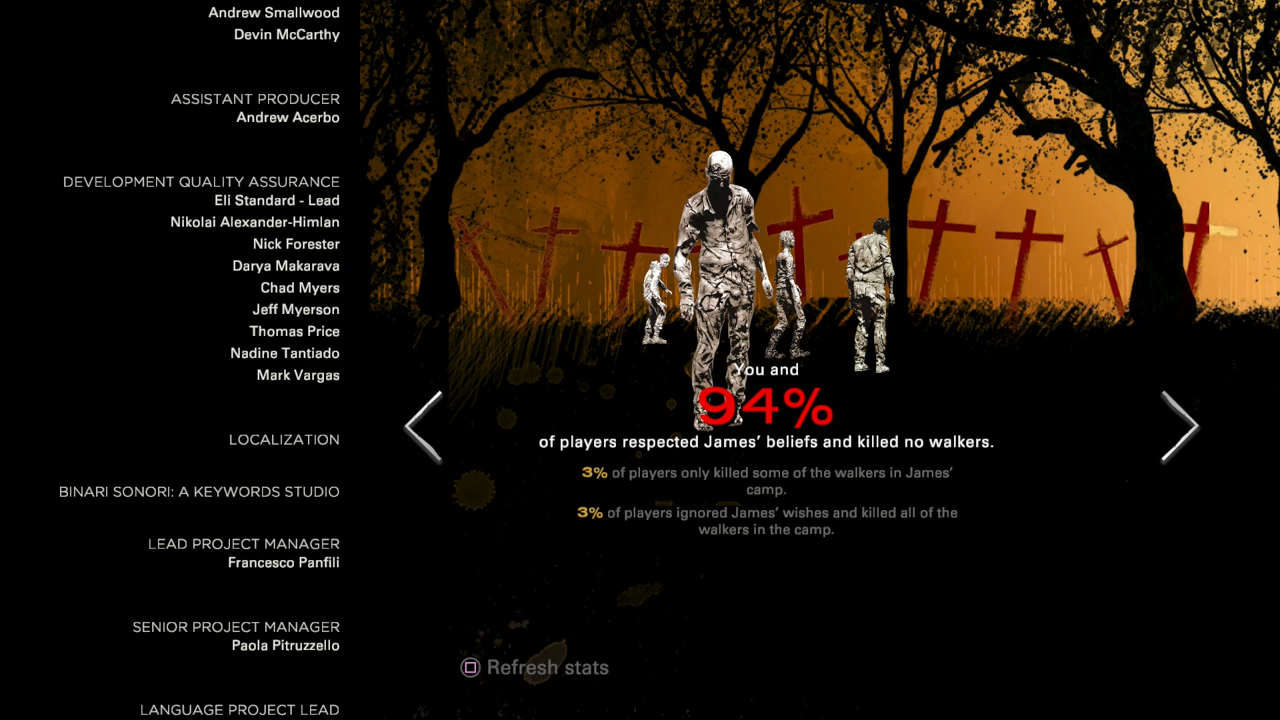 Andrew Smallwood
Devin McCarthy
ASSISTANT PRODUCER
Andrew Acerbo
DEVELOPMENT QUALITY ASSURANCE
Eli Standard - Lead
Nikolai Alexander-Himlan
Nick Forester
Darya Makarava
Chad Myers
Jeff Myerson
Thomas Price
Nadine Tantiado
Mark Vargas
LOCALIZATION
BINARI SONORI: A KEYWORDS STUDIO
LEAD PROJECT MANAGER
Francesco Panfili
SENIOR PROJECT MANAGER
Paola Pitruzzello
LANGUAGE PROJECT LEAD
You and
94%
of players respected James' beliefs and killed no walkers.
3% of players only killed some of the walkers in James'
camp.
3% of players ignored James' wishes and killed all of the
walkers in the camp.
Refresh stats